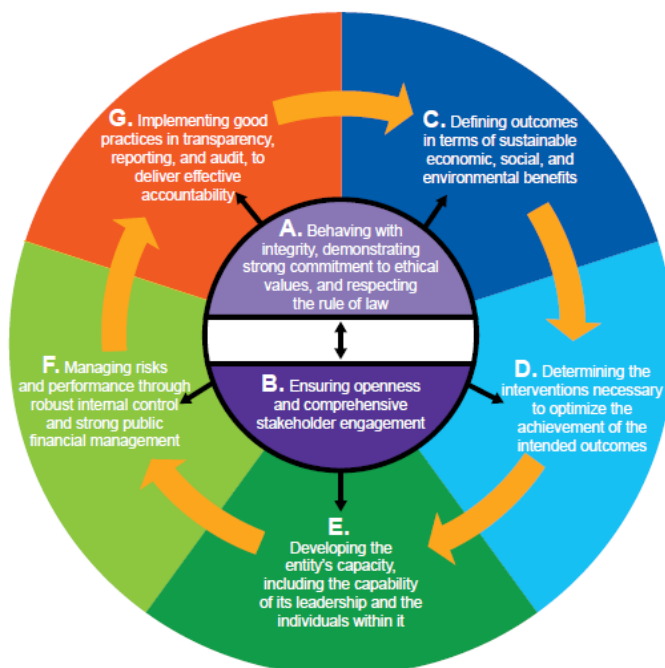 G. Implementing good
practices in transparency,
reporting, and audit, to
deliver effective
accountability
C. Defining outcomes
in terms of sustainable
economic, social, and
environmental benefits
A. Behaving with
integrity, demonstrating
strong commitment to ethical
values, and respecting
the rule of law
B. Ensuring openness
and comprehensive
stakeholder engagement
F. Managing risks
and performance through
robust internal control
and strong public
financial management
D. Determining the
interventions necessary
to optimize the
achievement of the
intended outcomes
E.
Developing the
entity's capacity,
including the capability
of its leadership and the
individuals within it